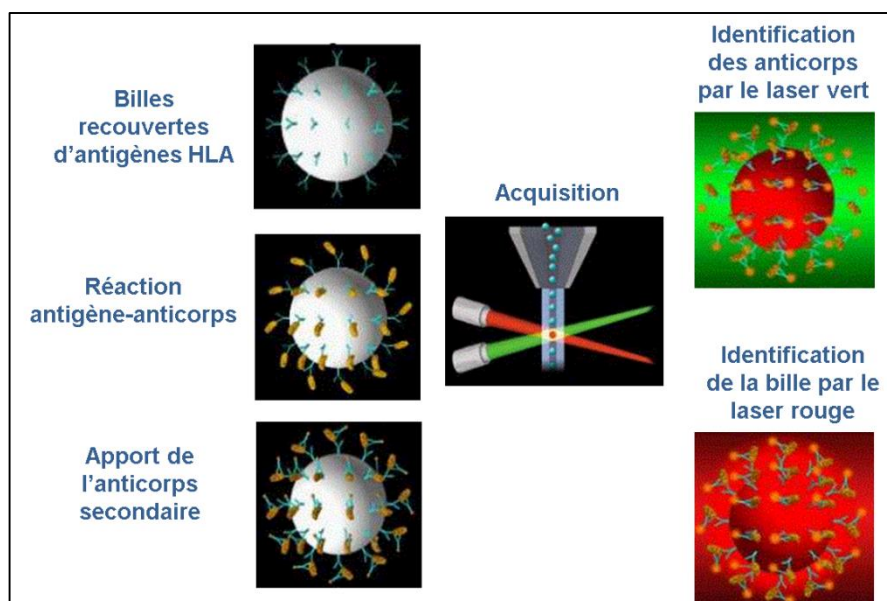 Billes
recouvertes
d'antigènes HLA
Réaction
antigène-anticorps
Apport de
l'anticorps
secondaire
Acquisition
Identification
des anticorps
par le laser vert
Identification
de la bille par le
laser rouge